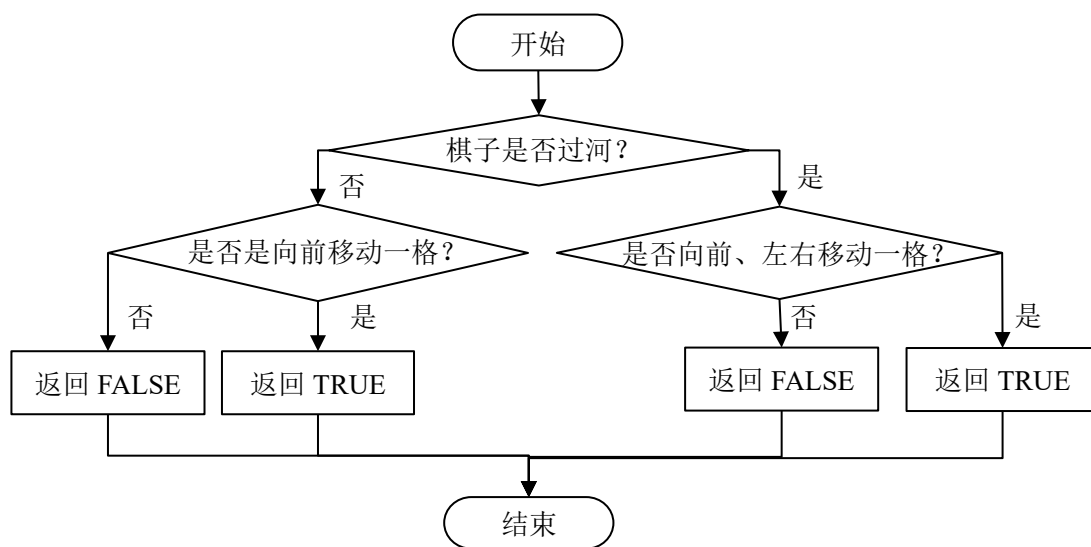 开始
棋子是否过河？
否
是
是否是向前移动一格？
是否向前、左右移动一格？
否
是
否
是
返回 FALSE
返回 TRUE
返回 FALSE
返回 TRUE
结束